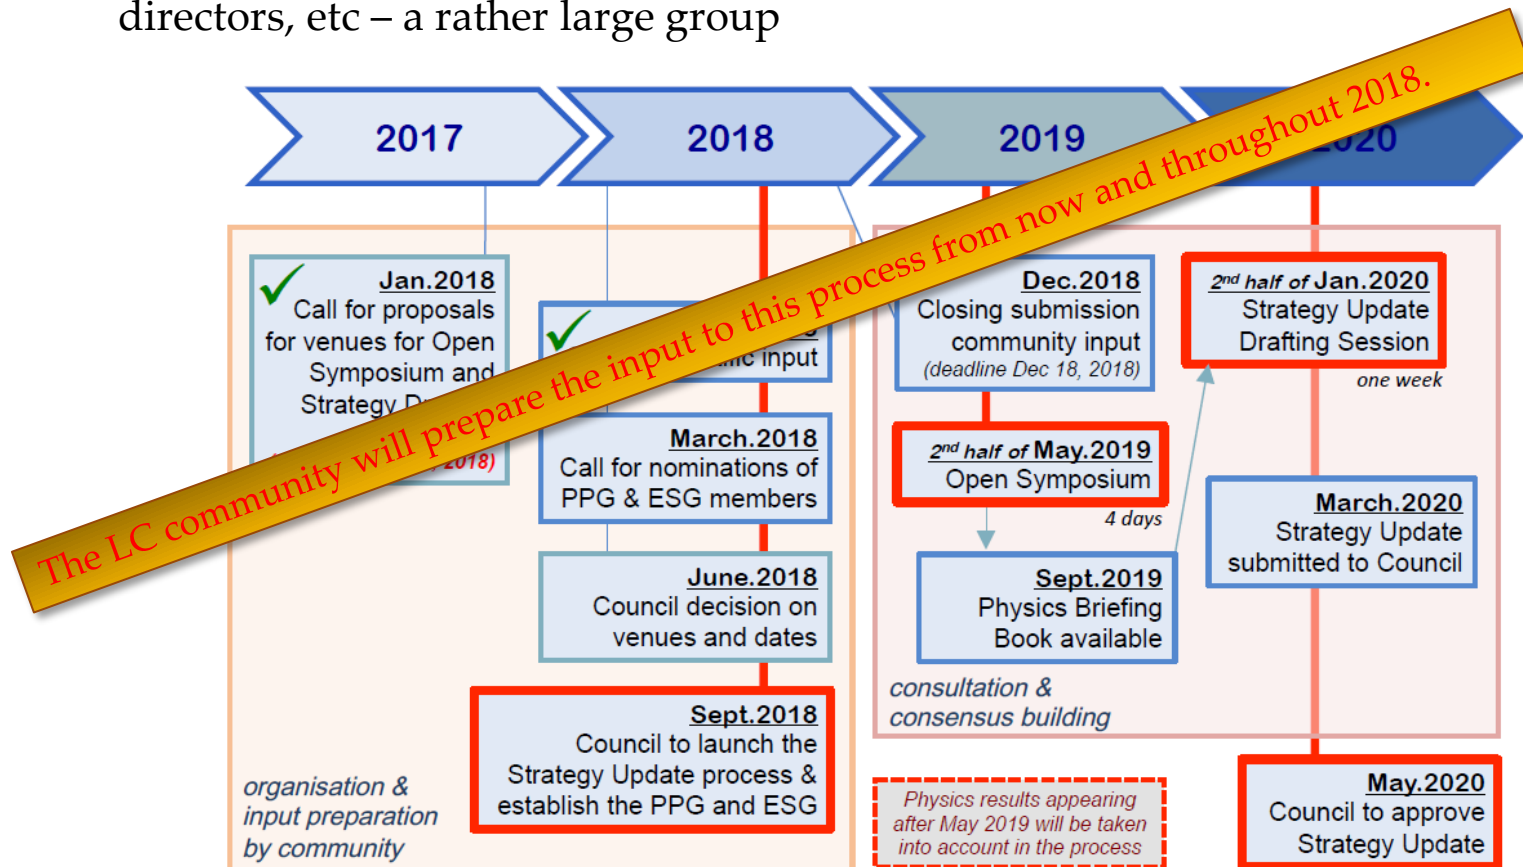 directors, etc – a rather large group
2017
2018
2019
2020
The LC community will prepare the input to this process from now and throughout 2018.
Jan.2018
Call for proposals
for venues for Open
Symposium and
Strategy
2018)
input
March.2018
Call for nominations of
PPG & ESG members
June.2018
Council decision on
venues and dates
Sept.2018
Council to launch the
Strategy Update process &
establish the PPG and ESG
organisation &
input preparation
by community
Dec.2018
Closing submission
community input
(deadline Dec 18, 2018)
2nd half of May.2019
Open Symposium
4 days
Sept.2019
Physics Briefing
Book available
consultation &
consensus building
Physics results appearing
after May 2019 will be taken
into account in the process
2nd half of Jan.2020
Strategy Update
Drafting Session
one week
March.2020
Strategy Update
submitted to Council
May.2020
Council to approve
Strategy Update